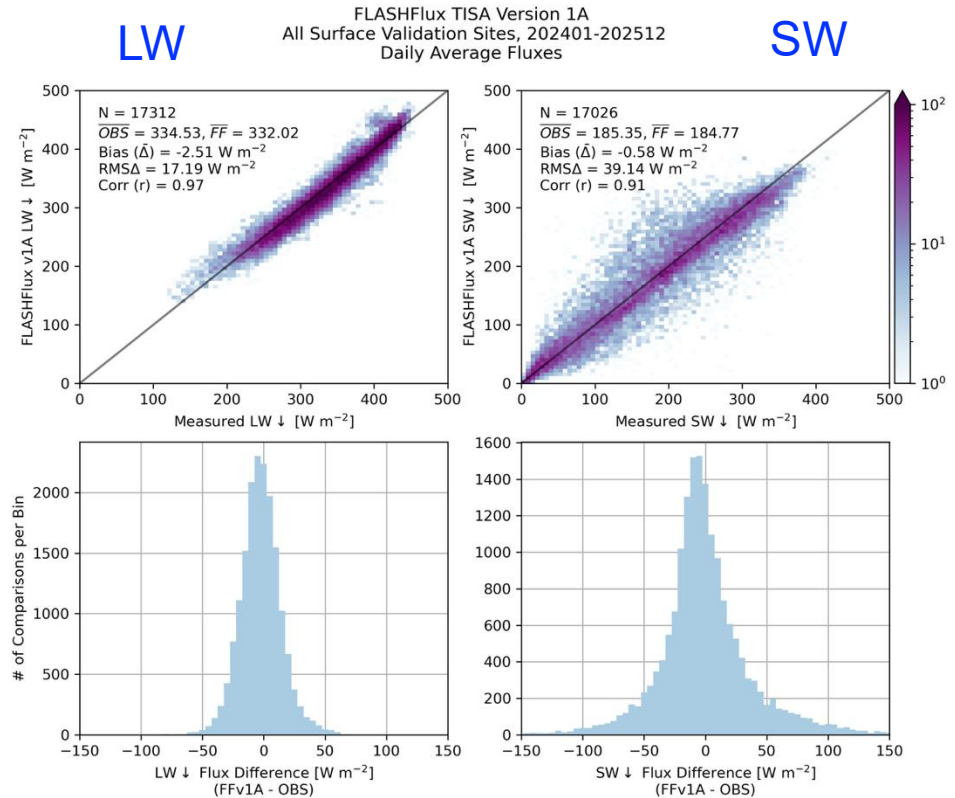 FLASHFlux TISA Version 1A
All Surface Validation Sites, 202401-202512
Daily Average Fluxes
LW
SW
N = 17312
OBS = 334.53, FF = 332.02
Bias (Δ̄) = -2.51 W m⁻²
RMSΔ = 17.19 W m⁻²
Corr (r) = 0.97
500
400
300
200
100
0
FLASHFlux v1A LW↓ [W m⁻²]
0 100 200 300 400 500
Measured LW↓ [W m⁻²]
N = 17026
OBS = 185.35, FF = 184.77
Bias (Δ̄) = -0.58 W m⁻²
RMSΔ = 39.14 W m⁻²
Corr (r) = 0.91
500
400
300
200
100
0
FLASHFlux v1A SW↓ [W m⁻²]
0 100 200 300 400 500
Measured SW↓ [W m⁻²]
10²
10¹
10⁰
2000
1500
1000
500
0
# of Comparisons per Bin
−150 −100 −50 0 50 100 150
LW↓ Flux Difference [W m⁻²]
(FFv1A - OBS)
1600
1400
1200
1000
800
600
400
200
0
−150 −100 −50 0 50 100 150
SW↓ Flux Difference [W m⁻²]
(FFv1A - OBS)